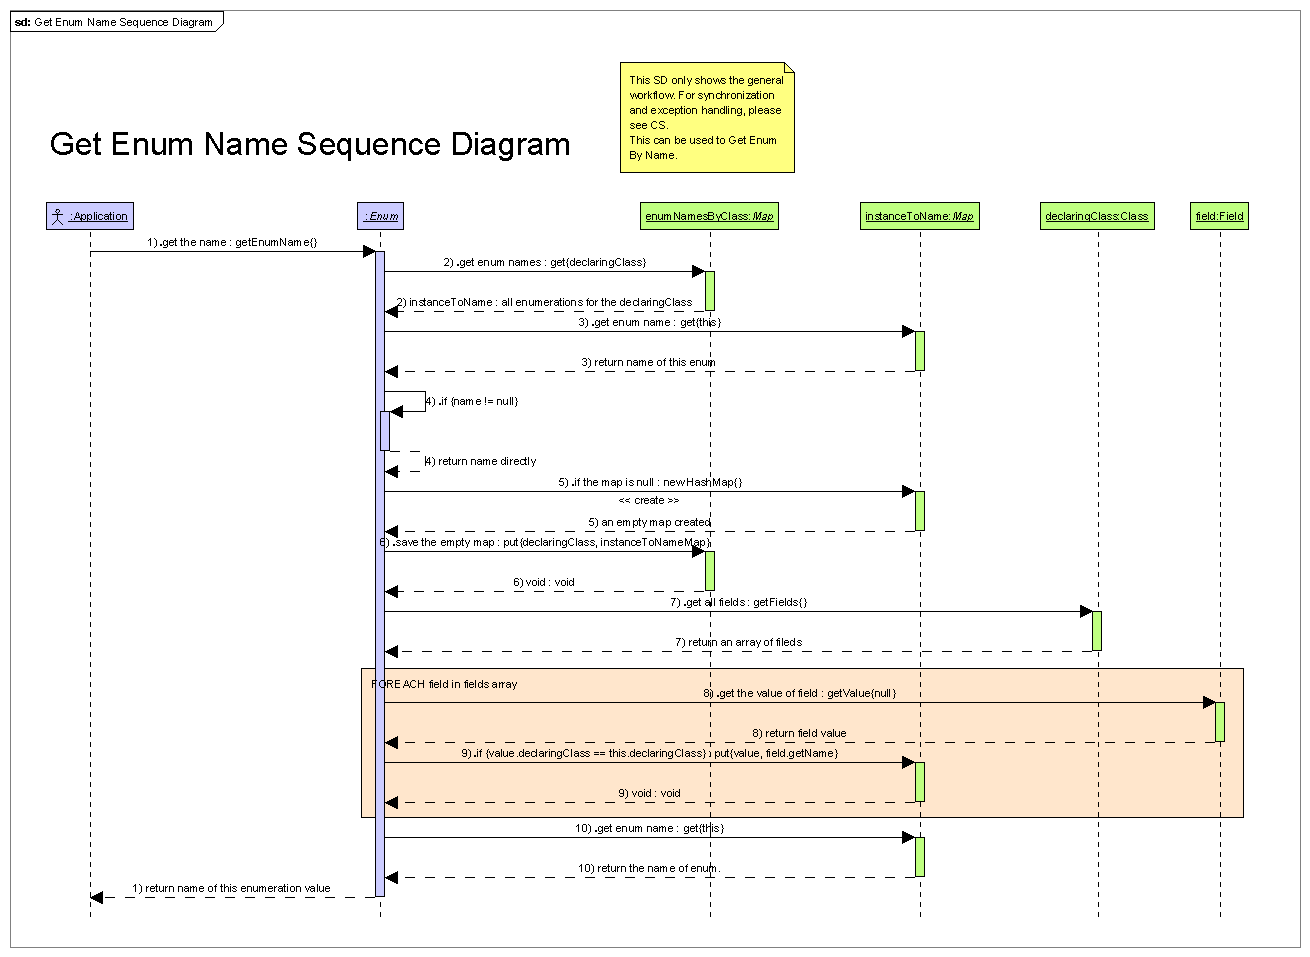 sd: Get Enum Name Sequence Diagram
This SD only shows the general
workflow. For synchronization
and exception handling, please
see CS.
This can be used to Get Enum
By Name.
Get Enum Name Sequence Diagram
:Application
:Enum
enumNamesByClass:Map
instanceToName:Map
declaringClass:Class
field:Field
1) .get the name : getEnumName{}
2) .get enum names : get{declaringClass}
2) instanceToName : all enumerations for the declaringClass
3) .get enum name : get{this}
3) return name of this enum
4) .if {name != null}
4) return name directly
5) .if the map is null : newHashMap{}
<< create >>
5) an empty map created
6) .save the empty map : put{declaringClass, instanceToNameMap}
6) void : void
7) .get all fields : getFields{}
7) return an array of fileds
FOREACH field in fields array
8) .get the value of field : getValue{null}
8) return field value
9) .if {value.declaringClass == this.declaringClass} : put{value, field.getName}
9) void : void
10) .get enum name : get{this}
10) return the name of enum.
1) return name of this enumeration value